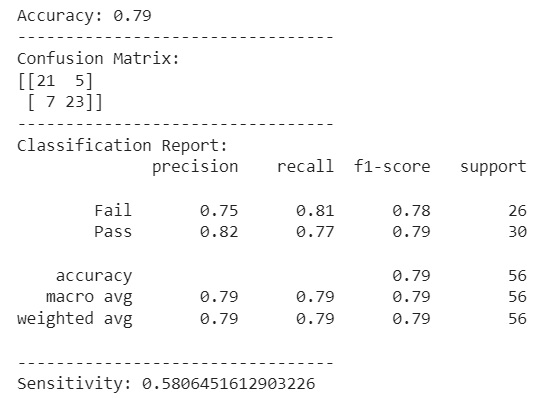 Accuracy: 0.79
---------------------------------
Confusion Matrix:
[[21  5]
 [ 7 23]]
---------------------------------
Classification Report:
              precision    recall  f1-score   support

        Fail       0.75      0.81      0.78        26
        Pass       0.82      0.77      0.79        30

    accuracy                           0.79        56
   macro avg       0.79      0.79      0.79        56
weighted avg       0.79      0.79      0.79        56

---------------------------------
Sensitivity: 0.5806451612903226